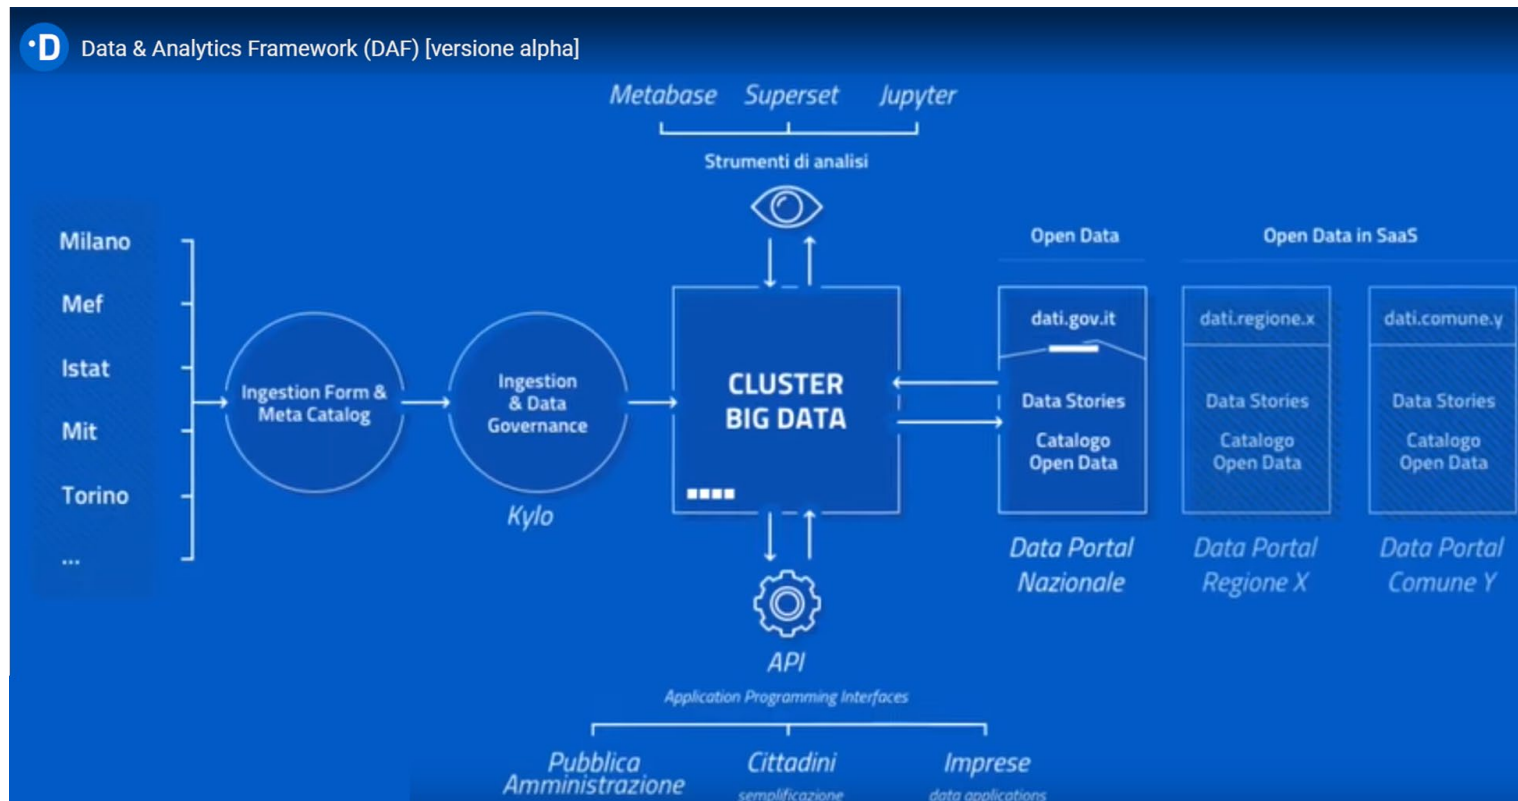 D
Data & Analytics Framework (DAF) [versione alpha]
Metabase Superset Jupyter
Strumenti di analisi
Milano
Mef
Istat
Mit
Torino
...
Ingestion Form &
Meta Catalog
Ingestion
& Data
Governance
Kylo
CLUSTER
BIG DATA
Open Data
dati.gov.it
Data Stories
Catalogo
Open Data
Data Portal
Nazionale
Open Data in SaaS
dati.regione.x
Data Stories
Catalogo
Open Data
Data Portal
Regione X
dati.comune.y
Data Stories
Catalogo
Open Data
Data Portal
Comune Y
API
Application Programming Interfaces
Pubblica
Amministrazione
Cittadini
semplificazione
Imprese
data applications